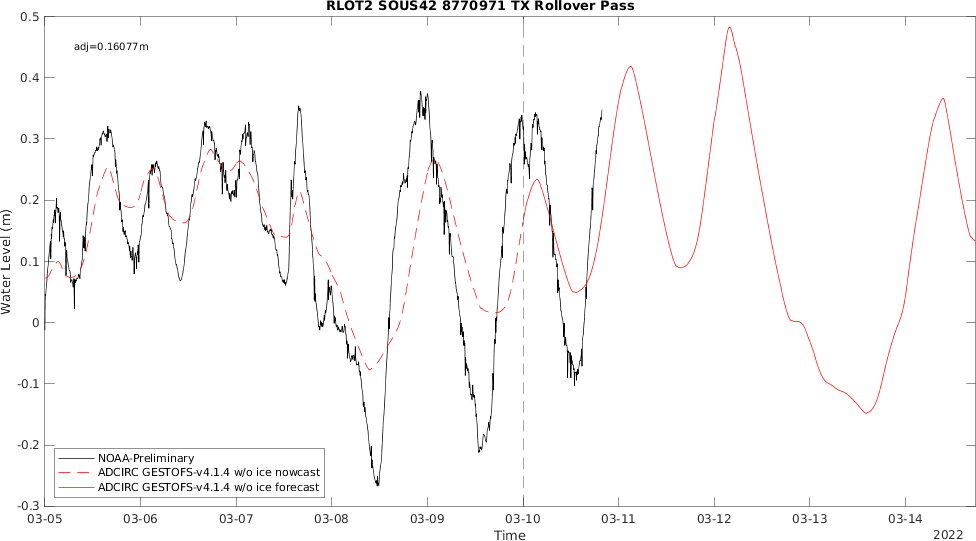 RLOT2 SOUS42 8770971 TX Rollover Pass
adj=0.16077m
0.5
0.4
0.3
0.2
0.1
0
-0.1
-0.2
-0.3
Water Level (m)
NOAA-Preliminary
ADCIRC GESTOFS-v4.1.4 w/o ice nowcast
ADCIRC GESTOFS-v4.1.4 w/o ice forecast
03-05 03-06 03-07 03-08 03-09 03-10 03-11 03-12 03-13 03-14
Time
2022